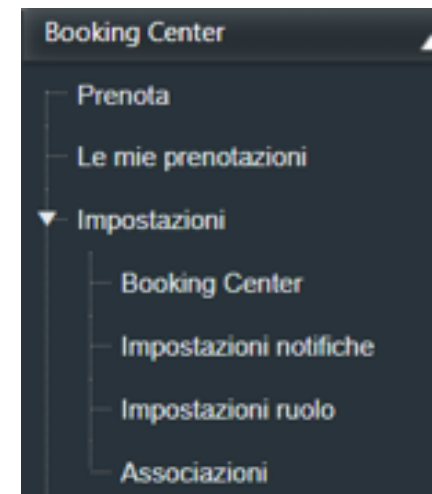 Booking Center
Prenota
Le mie prenotazioni
Impostazioni
Booking Center
Impostazioni notifiche
Impostazioni ruolo
Associazioni